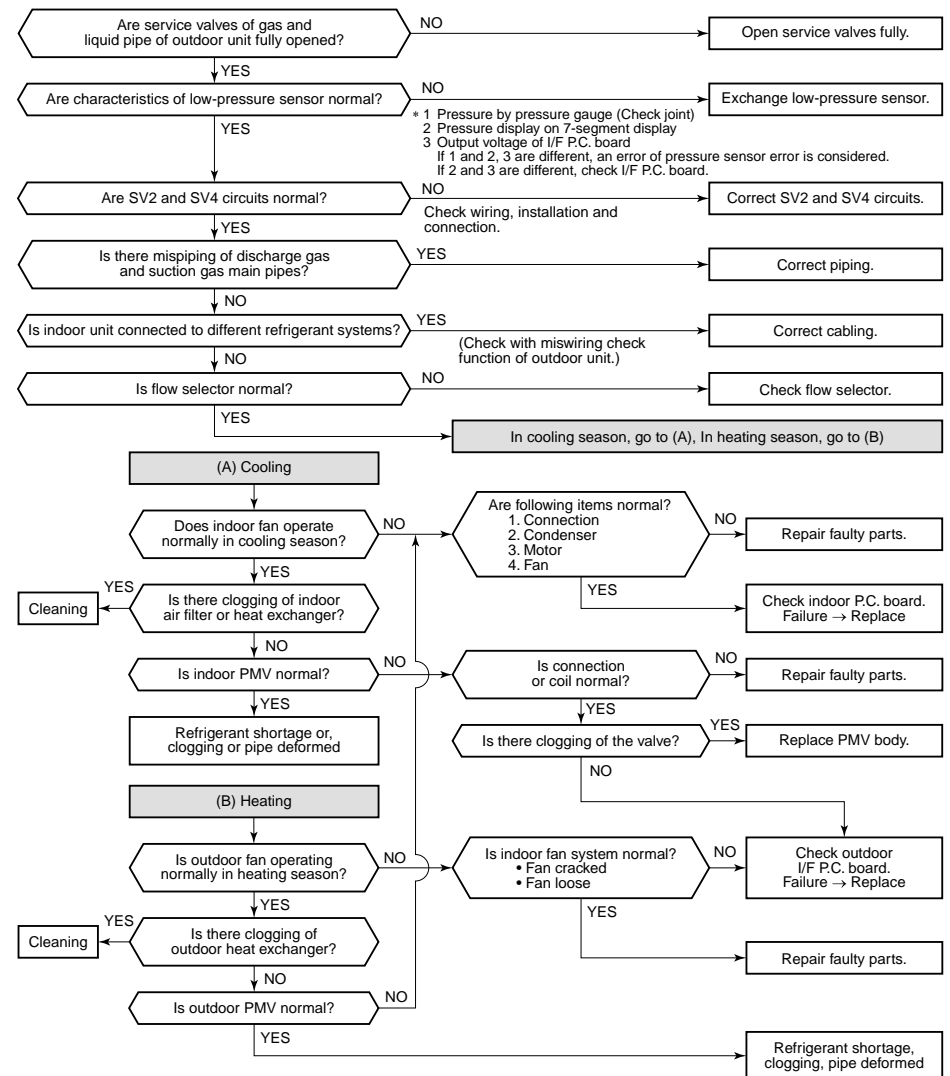 Are service valves of gas and
liquid pipe of outdoor unit fully opened?
NO
Open service valves fully.
YES
Are characteristics of low-pressure sensor normal?
NO
Exchange low-pressure sensor.
* 1 Pressure by pressure gauge (Check joint)
2 Pressure display on 7-segment display
3 Output voltage of I/F P.C. board
If 1 and 2, 3 are different, an error of pressure sensor error is considered.
If 2 and 3 are different, check I/F P.C. board.
YES
Are SV2 and SV4 circuits normal?
NO
Check wiring, installation and
connection.
Correct SV2 and SV4 circuits.
YES
Is there mispiping of discharge gas
and suction gas main pipes?
YES
Correct piping.
NO
Is indoor unit connected to different refrigerant systems?
YES
(Check with miswiring check
function of outdoor unit.)
Correct cabling.
NO
Is flow selector normal?
NO
Check flow selector.
YES
In cooling season, go to (A), In heating season, go to (B)
(A) Cooling
Does indoor fan operate
normally in cooling season?
NO
Are following items normal?
1. Connection
2. Condenser
3. Motor
4. Fan
NO
Repair faulty parts.
YES
Check indoor P.C. board.
Failure → Replace
YES
Is there clogging of indoor
air filter or heat exchanger?
YES
Cleaning
NO
Is indoor PMV normal?
NO
Is connection
or coil normal?
NO
Repair faulty parts.
YES
Is there clogging of the valve?
YES
Replace PMV body.
NO
YES
Refrigerant shortage or,
clogging or pipe deformed
(B) Heating
Is outdoor fan operating
normally in heating season?
NO
Is indoor fan system normal?
• Fan cracked
• Fan loose
NO
Check outdoor
I/F P.C. board.
Failure → Replace
YES
Repair faulty parts.
YES
Is there clogging of
outdoor heat exchanger?
YES
Cleaning
NO
Is outdoor PMV normal?
NO
YES
Refrigerant shortage,
clogging, pipe deformed